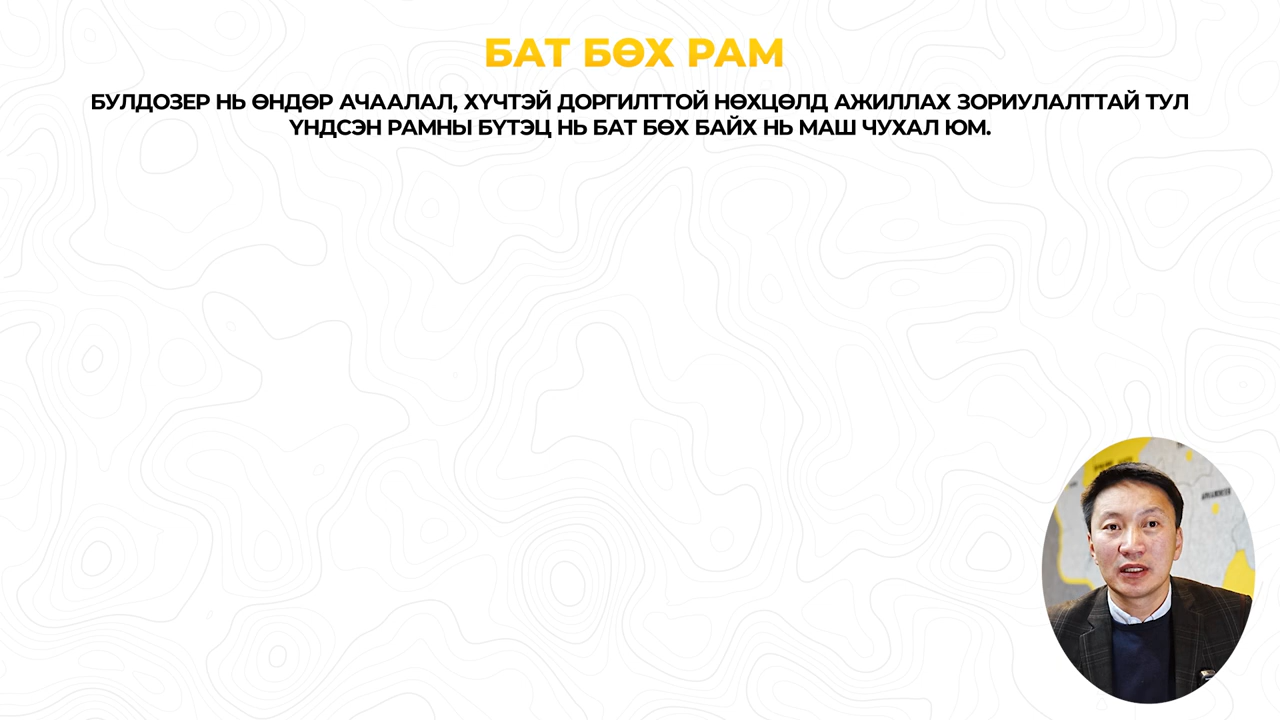 БАТ БӨХ РАМ
БУЛДОЗЕР НЬ ӨНДӨР АЧААЛАЛ, ХҮЧТЭЙ ДОРГИЛТТОЙ НӨХЦӨЛД АЖИЛЛАХ ЗОРИУЛАЛТТАЙ ТУЛ
ҮНДСЭН РАМНЫ БҮТЭЦ НЬ БАТ БӨХ БАЙХ НЬ МАШ ЧУХАЛ ЮМ.